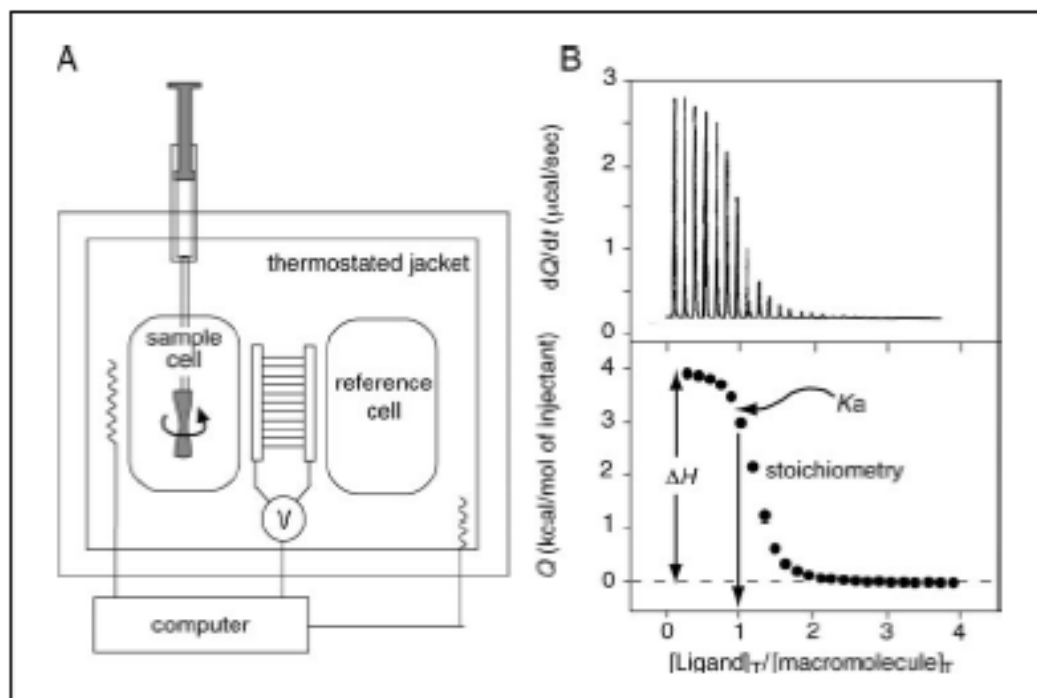 A
thermostated jacket
sample
cell
reference
cell
V
computer
B
dQ/dt (µcal/sec)
3
2
1
0
Q (kcal/mol of injectant)
4
3
2
1
0
Ka
ΔH
stoichiometry
0 1 2 3 4
[Ligand]T/[macromolecule]T